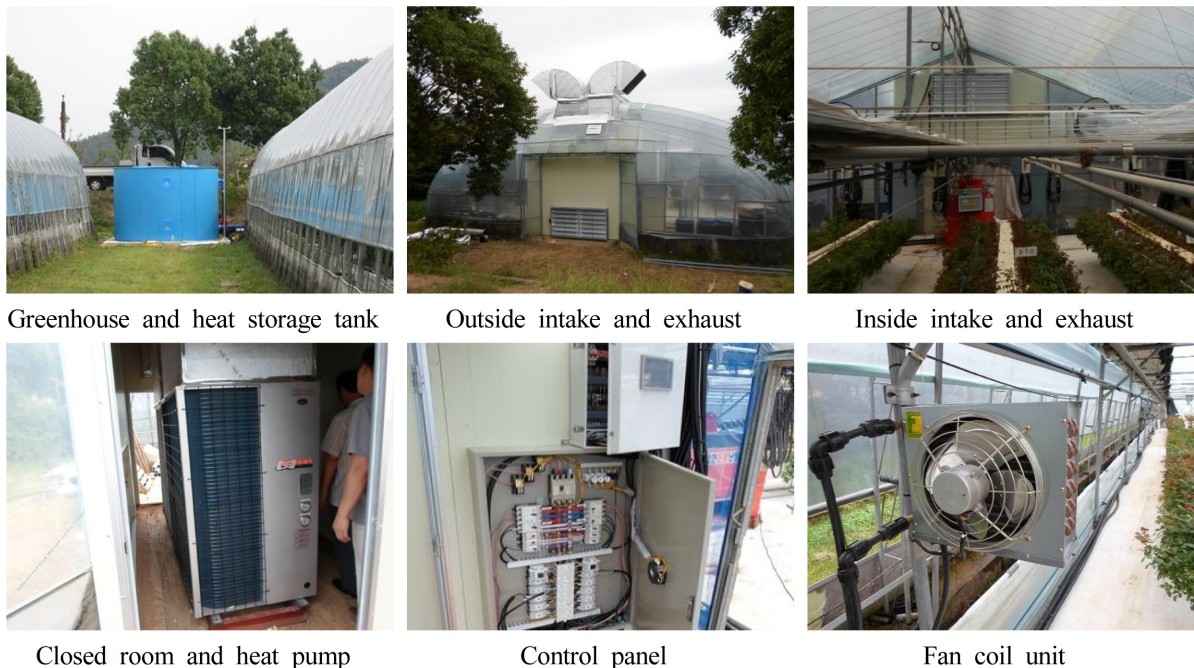 Greenhouse and heat storage tank
Outside intake and exhaust
Inside intake and exhaust
Closed room and heat pump
Control panel
Fan coil unit